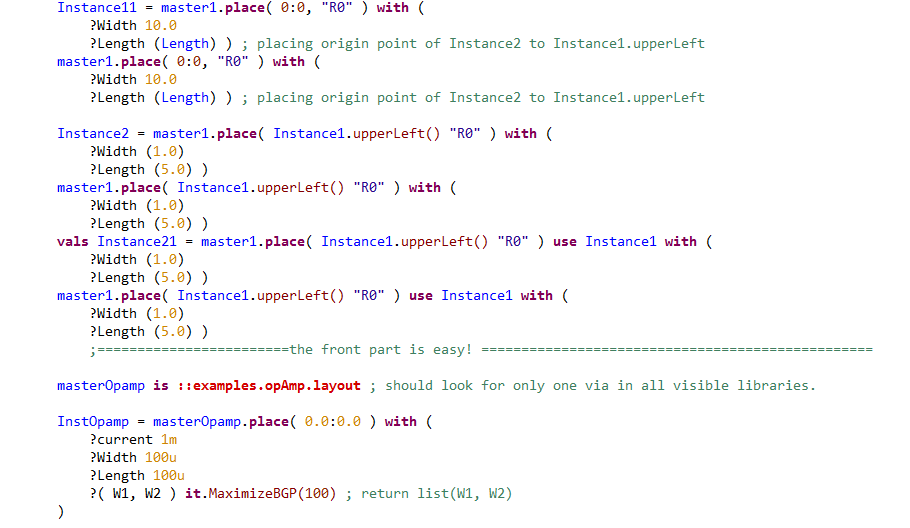 Instance11 = master1.place( 0:0, "R0" ) with (
    ?Width 10.0
    ?Length (Length) ) ; placing origin point of Instance2 to Instance1.upperLeft
master1.place( 0:0, "R0" ) with (
    ?Width 10.0
    ?Length (Length) ) ; placing origin point of Instance2 to Instance1.upperLeft

Instance2 = master1.place( Instance1.upperLeft() "R0" ) with (
    ?Width (1.0)
    ?Length (5.0) )
master1.place( Instance1.upperLeft() "R0" ) with (
    ?Width (1.0)
    ?Length (5.0) )
vals Instance21 = master1.place( Instance1.upperLeft() "R0" ) use Instance1 with (
    ?Width (1.0)
    ?Length (5.0) )
master1.place( Instance1.upperLeft() "R0" ) use Instance1 with (
    ?Width (1.0)
    ?Length (5.0) )
    ;========================the front part is easy! =================================================

masterOpamp is ::examples.opAmp.layout ; should look for only one via in all visible libraries.

InstOpamp = masterOpamp.place( 0.0:0.0 ) with (
    ?current 1m
    ?Width 100u
    ?Length 100u
    ?( W1, W2 ) it.MaximizeBGP(100) ; return list(W1, W2)
)